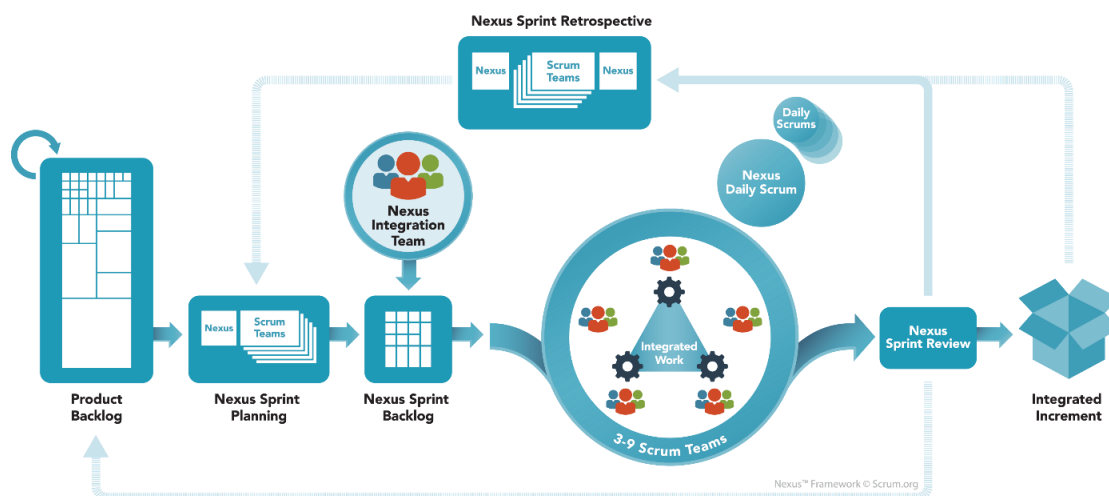 Nexus Sprint Retrospective
Nexus
Scrum
Teams
Nexus
Daily
Scrums
Nexus
Daily Scrum
Nexus
Integration
Team
Nexus
Scrum
Teams
Integrated
Work
Nexus
Sprint Review
Product
Backlog
Nexus Sprint
Planning
Nexus Sprint
Backlog
3-9 Scrum Teams
Integrated
Increment
Nexus™ Framework © Scrum.org